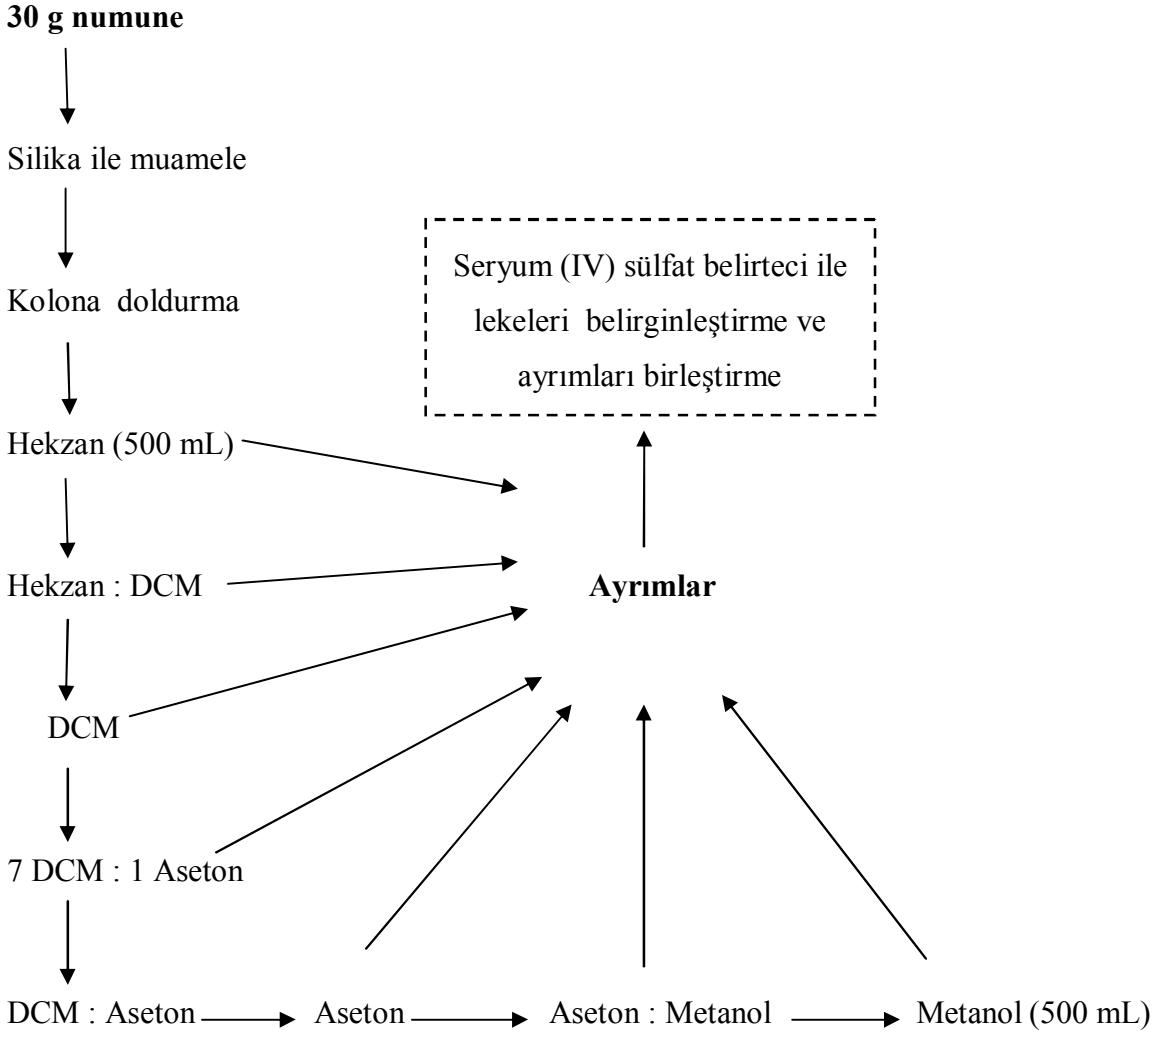 30 g numune
Silika ile muamele
Kolona doldurma
Seryum (IV) sülfat belirteci ile
lekeleri belirginleştirme ve
ayrımları birleştirme
Hekzan (500 mL)
Hekzan : DCM
Ayrımlar
DCM
7 DCM : 1 Aseton
DCM : Aseton
Aseton
Aseton : Metanol
Metanol (500 mL)